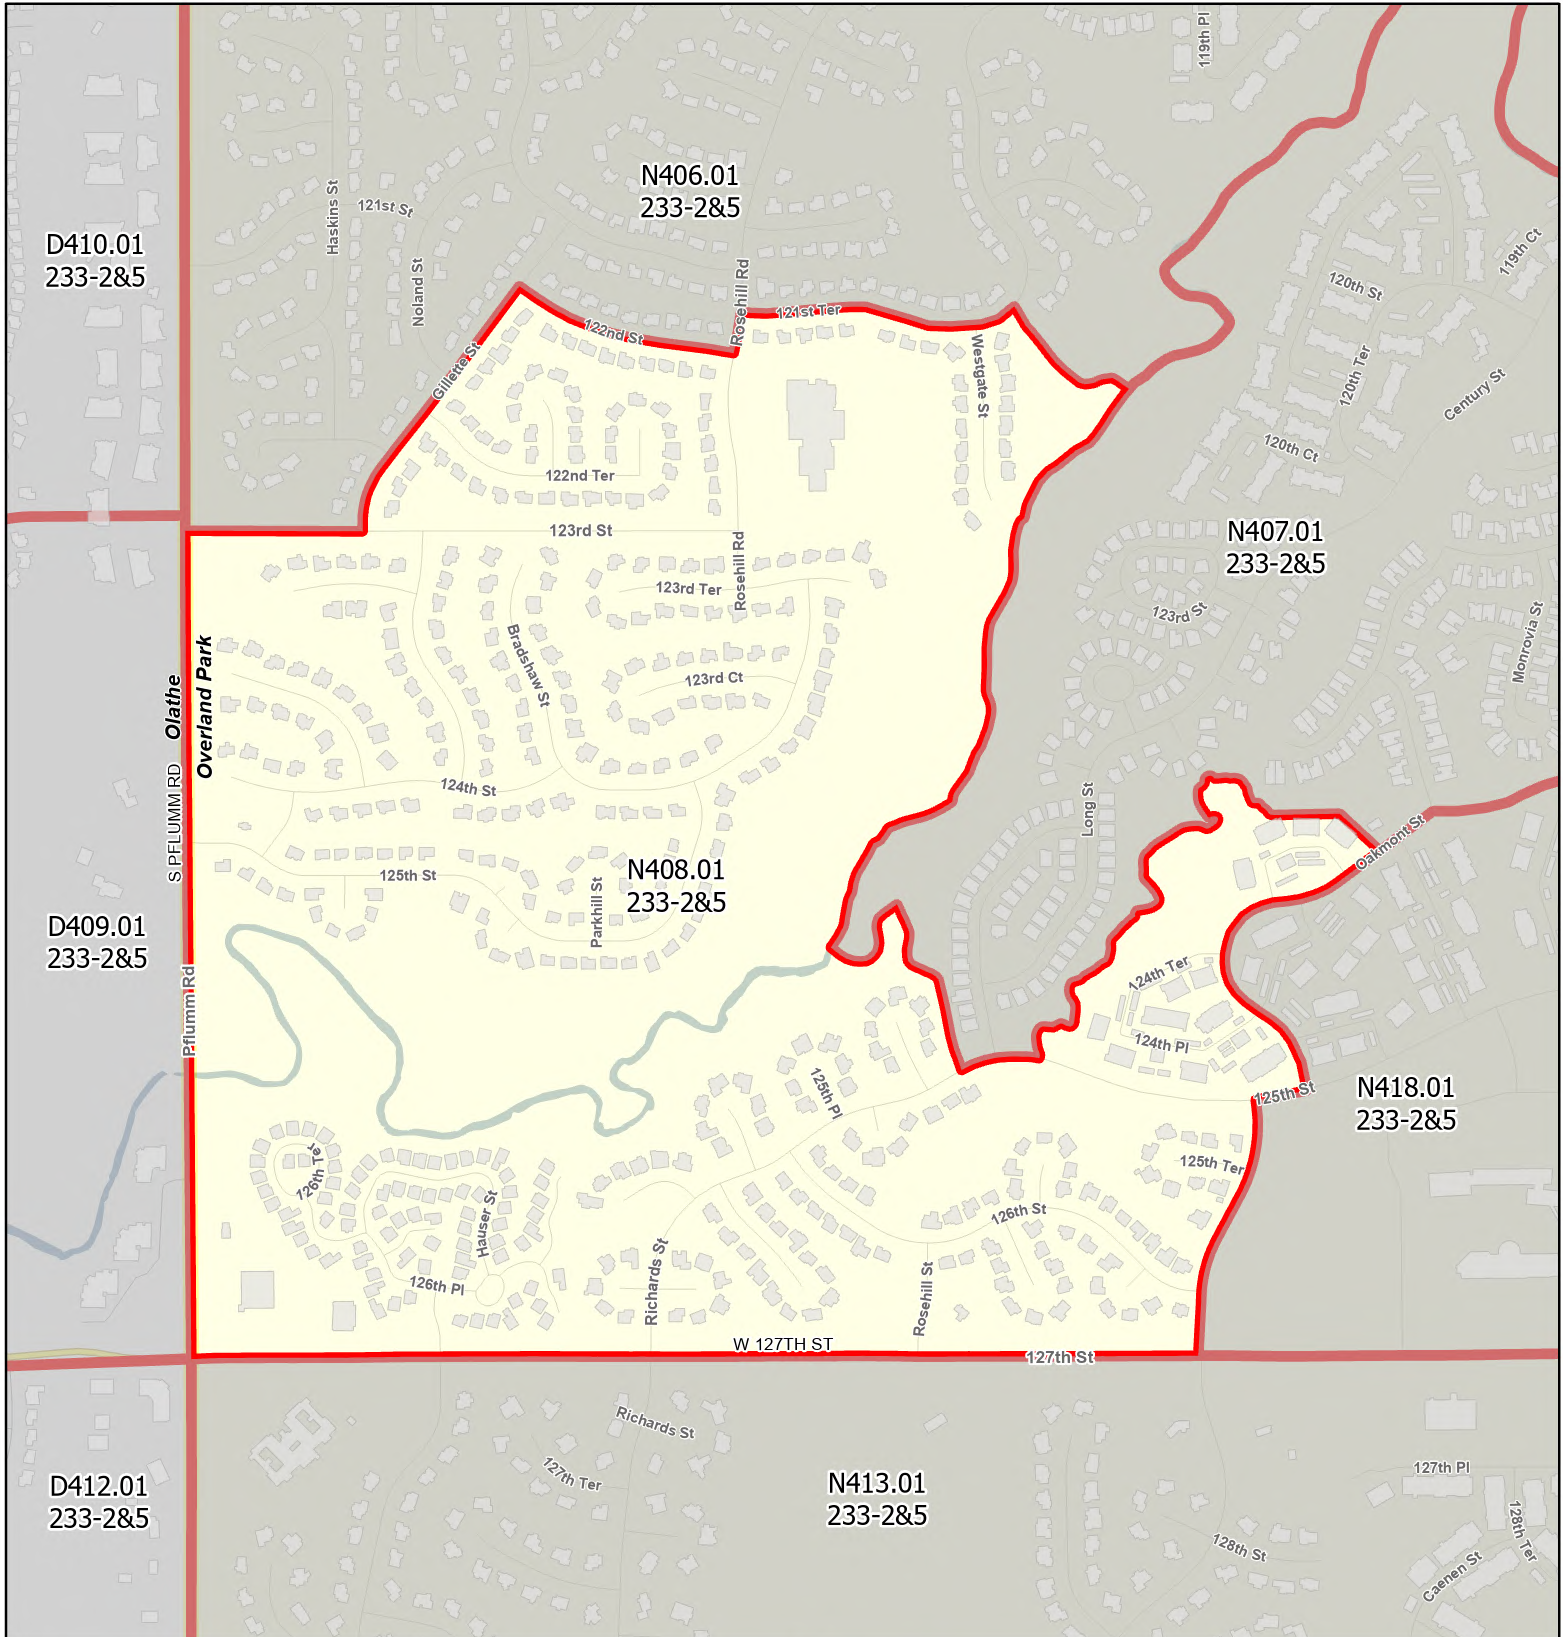 119th Pl
N406.01
233-2&5
Haskins St
121st St
D410.01
233-2&5
Noland St
119th Ct
120th St
Rosehill Rd
121st Ter
122nd St
Gillette St
Westgate St
120th Ter
Century St
120th Ct
122nd Ter
123rd St
Rosehill Rd
N407.01
233-2&5
123rd Ter
123rd St
Monrovia St
Bradshaw St
123rd Ct
Olathe
Overland Park
S PFLUMM RD
124th St
Long St
Oakmont St
125th St
Parkhill St
N408.01
233-2&5
D409.01
233-2&5
Pflumm Rd
124th Ter
124th Pl
125th Pl
125th St
N418.01
233-2&5
126th Ter
125th Ter
Hauser St
126th St
126th Pl
Richards St
Rosehill St
W 127TH ST
127th St
Richards St
127th Ter
127th Pl
D412.01
233-2&5
N413.01
233-2&5
128th St
128th Ter
Caenen St